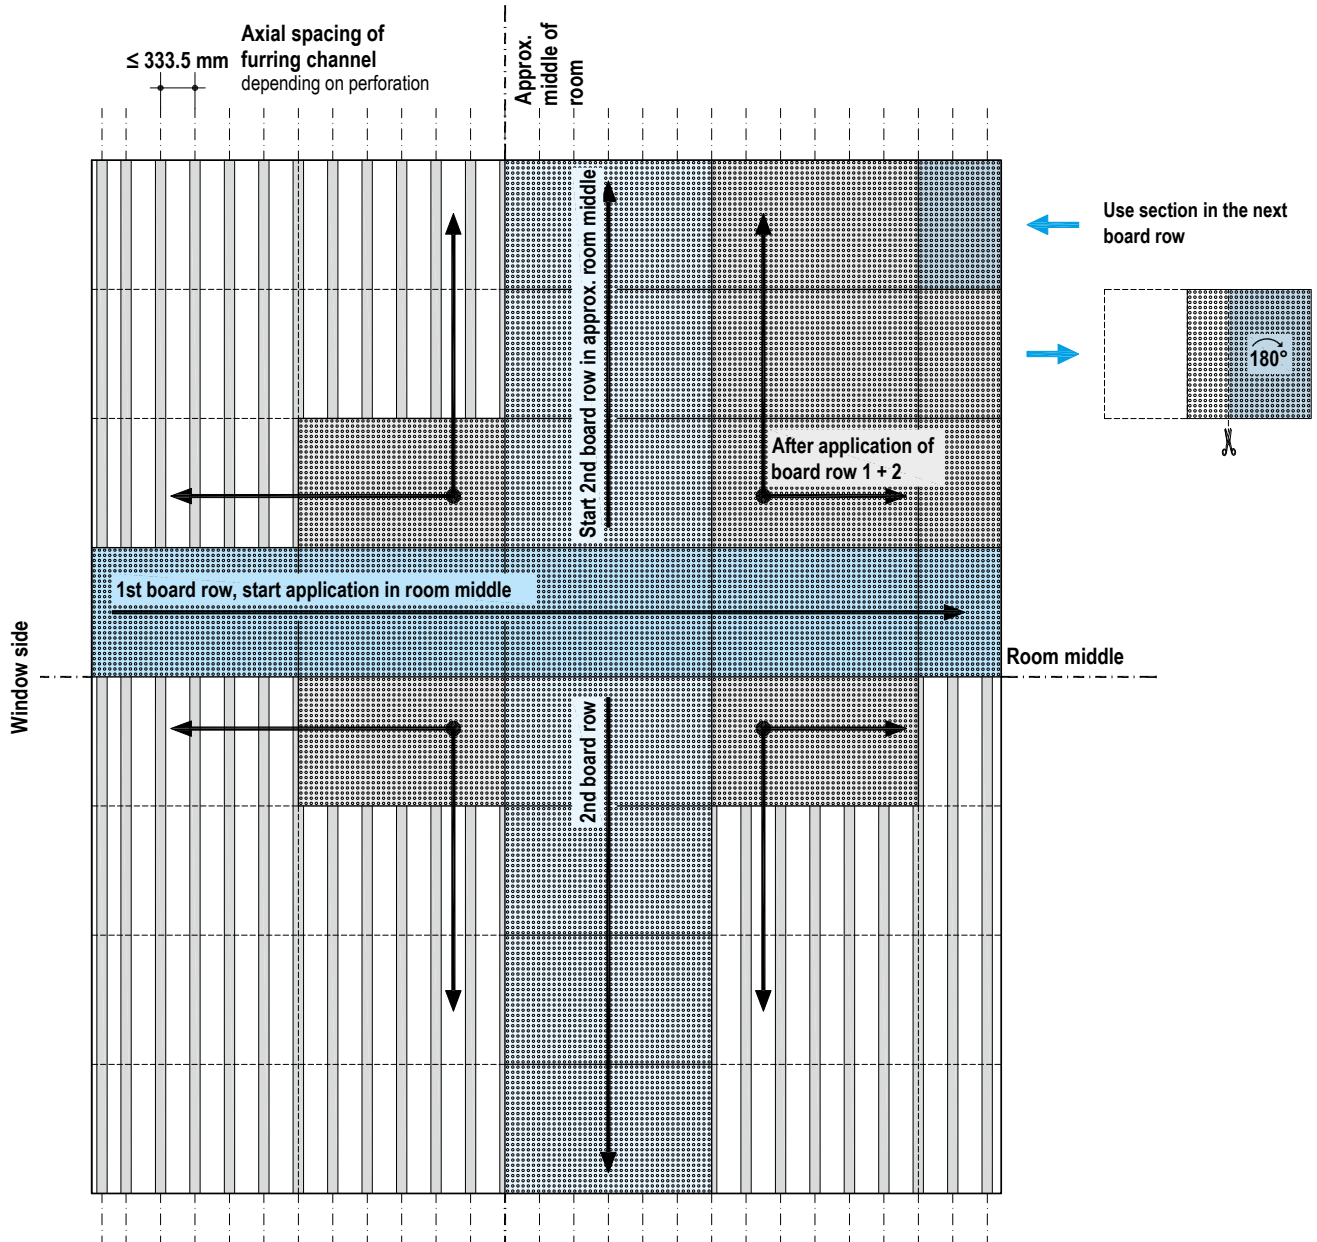 Axial spacing of
furring channel
depending on perforation
≤ 333.5 mm
Approx.
middle of
room
Use section in the next
board row
180°
Start 2nd board row in approx. room middle
After application of
board row 1 + 2
1st board row, start application in room middle
Room middle
Window side
2nd board row